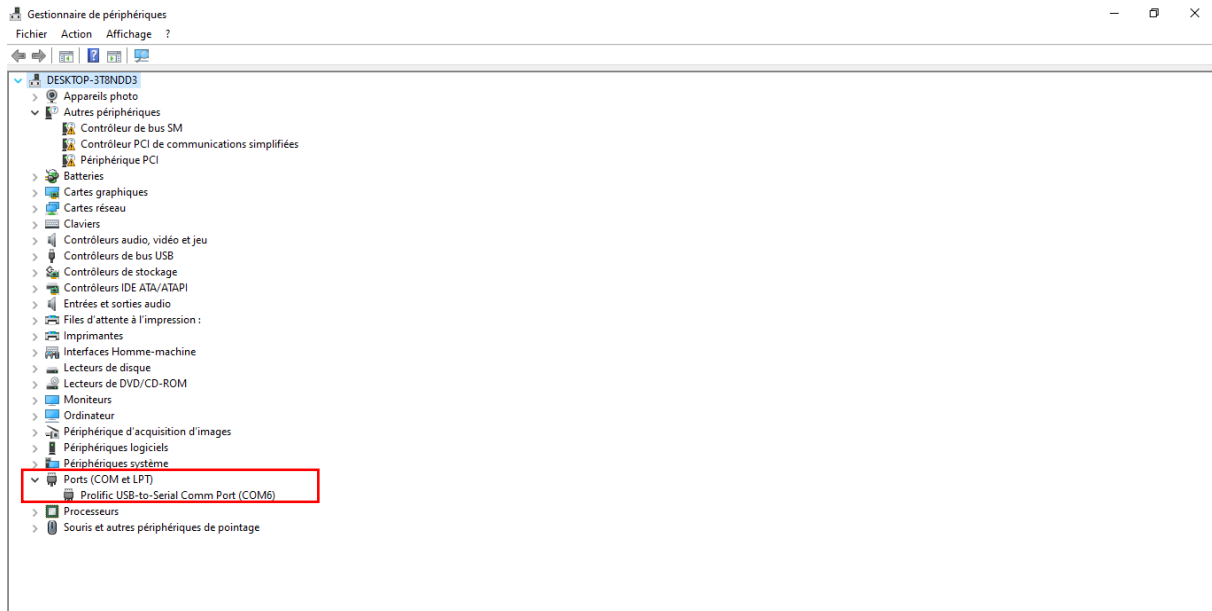 Gestionnaire de périphériques
Fichier Action Affichage ?
DESKTOP-3T8NDD3
Appareils photo
Autres périphériques
Contrôleur de bus SM
Contrôleur PCI de communications simplifiées
Périphérique PCI
Batteries
Cartes graphiques
Cartes réseau
Claviers
Contrôleurs audio, vidéo et jeu
Contrôleurs de bus USB
Contrôleurs de stockage
Contrôleurs IDE ATA/ATAPI
Entrées et sorties audio
Files d'attente à l'impression :
Imprimantes
Interfaces Homme-machine
Lecteurs de disque
Lecteurs de DVD/CD-ROM
Moniteurs
Ordinateur
Périphérique d'acquisition d'images
Périphériques logiciels
Périphériques système
Ports (COM et LPT)
Prolific USB-to-Serial Comm Port (COM6)
Processeurs
Souris et autres périphériques de pointage